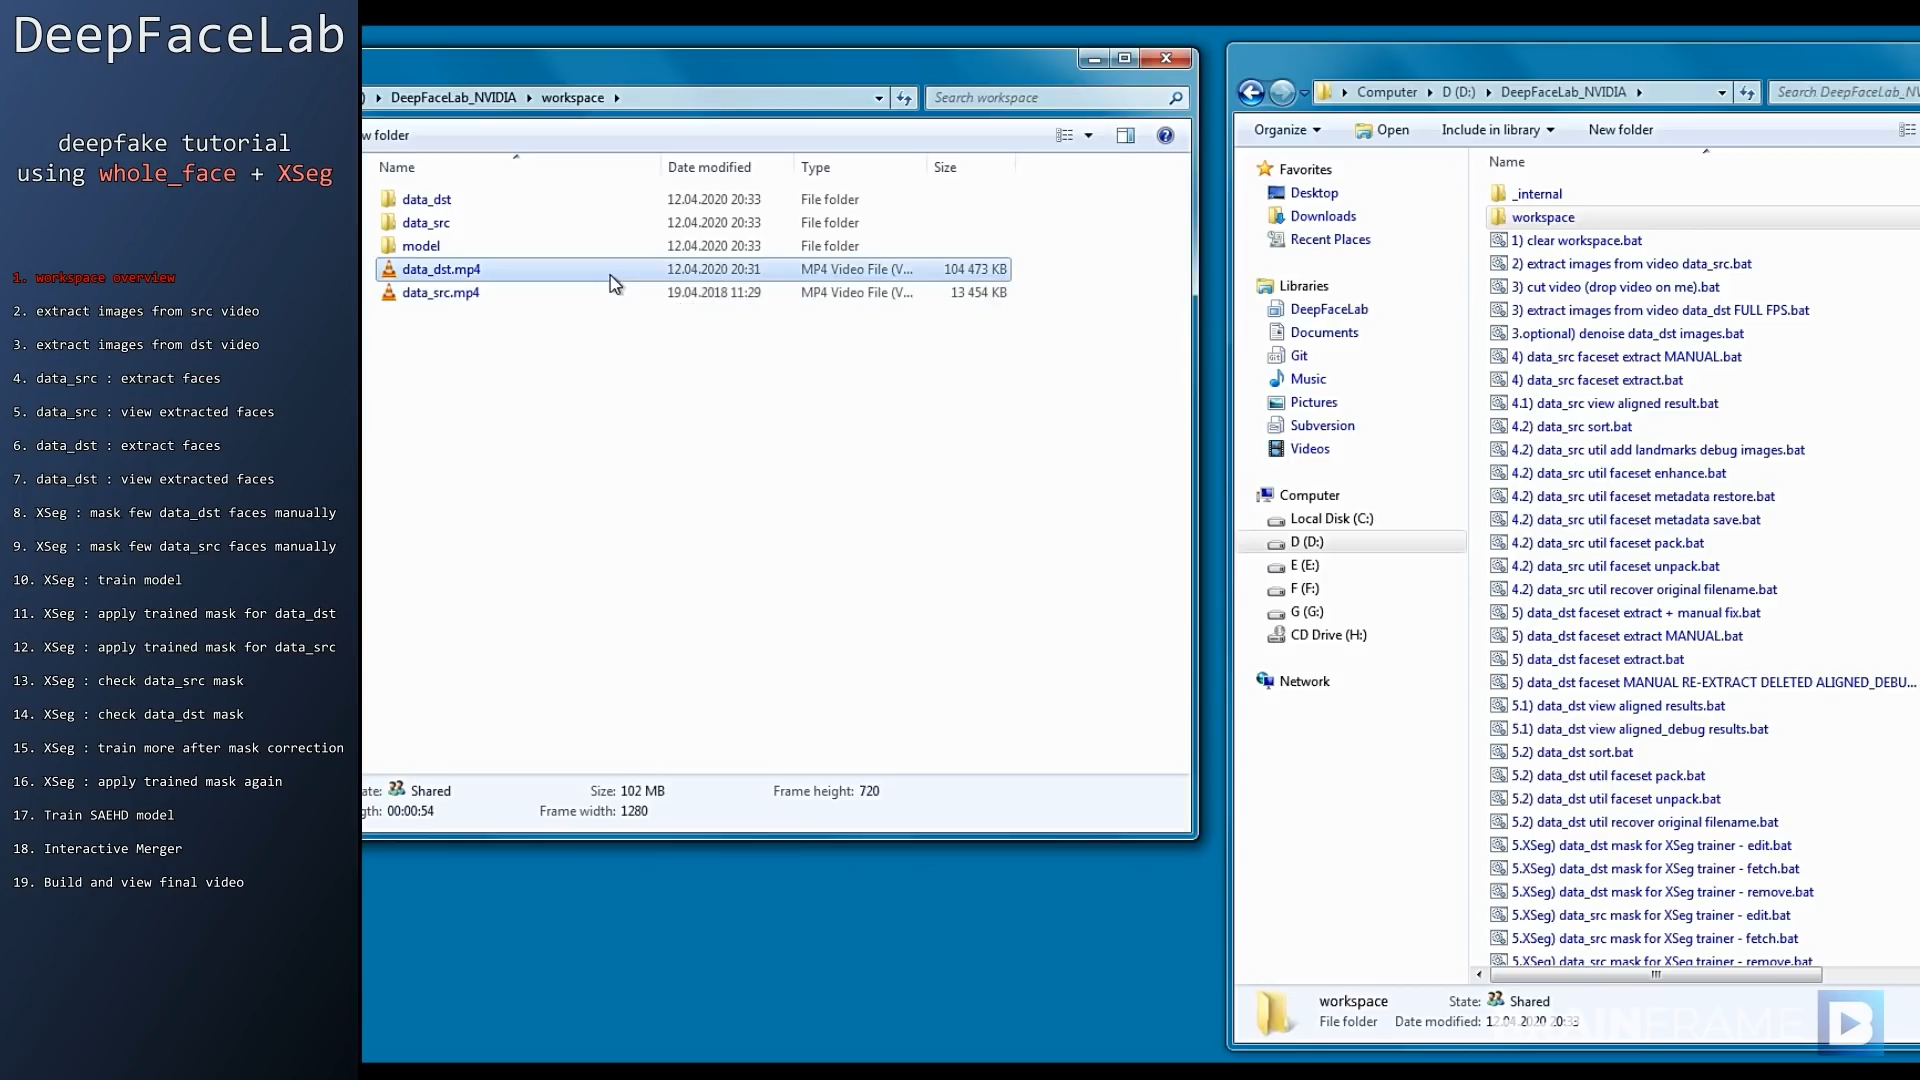 DeepFaceLab
deepfake tutorial
using whole_face + XSeg
1. workspace overview
2. extract images from src video
3. extract images from dst video
4. data_src : extract faces
5. data_src : view extracted faces
6. data_dst : extract faces
7. data_dst : view extracted faces
8. XSeg : mask few data_dst faces manually
9. XSeg : mask few data_src faces manually
10. XSeg : train model
11. XSeg : apply trained mask for data_dst
12. XSeg : apply trained mask for data_src
13. XSeg : check data_src mask
14. XSeg : check data_dst mask
15. XSeg : train more after mask correction
16. XSeg : apply trained mask again
17. Train SAEHD model
18. Interactive Merger
19. Build and view final video
DeepFaceLab_NVIDIA workspace
Search workspace
w folder
Name Date modified Type Size
data_dst 12.04.2020 20:33 File folder
data_src 12.04.2020 20:33 File folder
model 12.04.2020 20:33 File folder
data_dst.mp4 12.04.2020 20:31 MP4 Video File (V... 104 473 KB
data_src.mp4 19.04.2018 11:29 MP4 Video File (V... 13 454 KB
ate: Shared Size: 102 MB Frame height: 720
gth: 00:00:54 Frame width: 1280
Computer D (D:) DeepFaceLab_NVIDIA
Search DeepFaceLab_NV
Organize Open Include in library New folder
Favorites
Desktop
Downloads
Recent Places
Libraries
DeepFaceLab
Documents
Git
Music
Pictures
Subversion
Videos
Computer
Local Disk (C:)
D (D:)
E (E:)
F (F:)
G (G:)
CD Drive (H:)
Network
Name
_internal
workspace
1) clear workspace.bat
2) extract images from video data_src.bat
3) cut video (drop video on me).bat
3) extract images from video data_dst FULL FPS.bat
3.optional) denoise data_dst images.bat
4) data_src faceset extract MANUAL.bat
4) data_src faceset extract.bat
4.1) data_src view aligned result.bat
4.2) data_src sort.bat
4.2) data_src util add landmarks debug images.bat
4.2) data_src util faceset enhance.bat
4.2) data_src util faceset metadata restore.bat
4.2) data_src util faceset metadata save.bat
4.2) data_src util faceset pack.bat
4.2) data_src util faceset unpack.bat
4.2) data_src util recover original filename.bat
5) data_dst faceset extract + manual fix.bat
5) data_dst faceset extract MANUAL.bat
5) data_dst faceset extract.bat
5) data_dst faceset MANUAL RE-EXTRACT DELETED ALIGNED_DEBU...
5.1) data_dst view aligned results.bat
5.1) data_dst view aligned_debug results.bat
5.2) data_dst sort.bat
5.2) data_dst util faceset pack.bat
5.2) data_dst util faceset unpack.bat
5.2) data_dst util recover original filename.bat
5.XSeg) data_dst mask for XSeg trainer - edit.bat
5.XSeg) data_dst mask for XSeg trainer - fetch.bat
5.XSeg) data_dst mask for XSeg trainer - remove.bat
5.XSeg) data_src mask for XSeg trainer - edit.bat
5.XSeg) data_src mask for XSeg trainer - fetch.bat
5.XSeg) data_src mask for XSeg trainer - remove.bat
workspace State: Shared
File folder Date modified: 12.04.2020 20:33
B